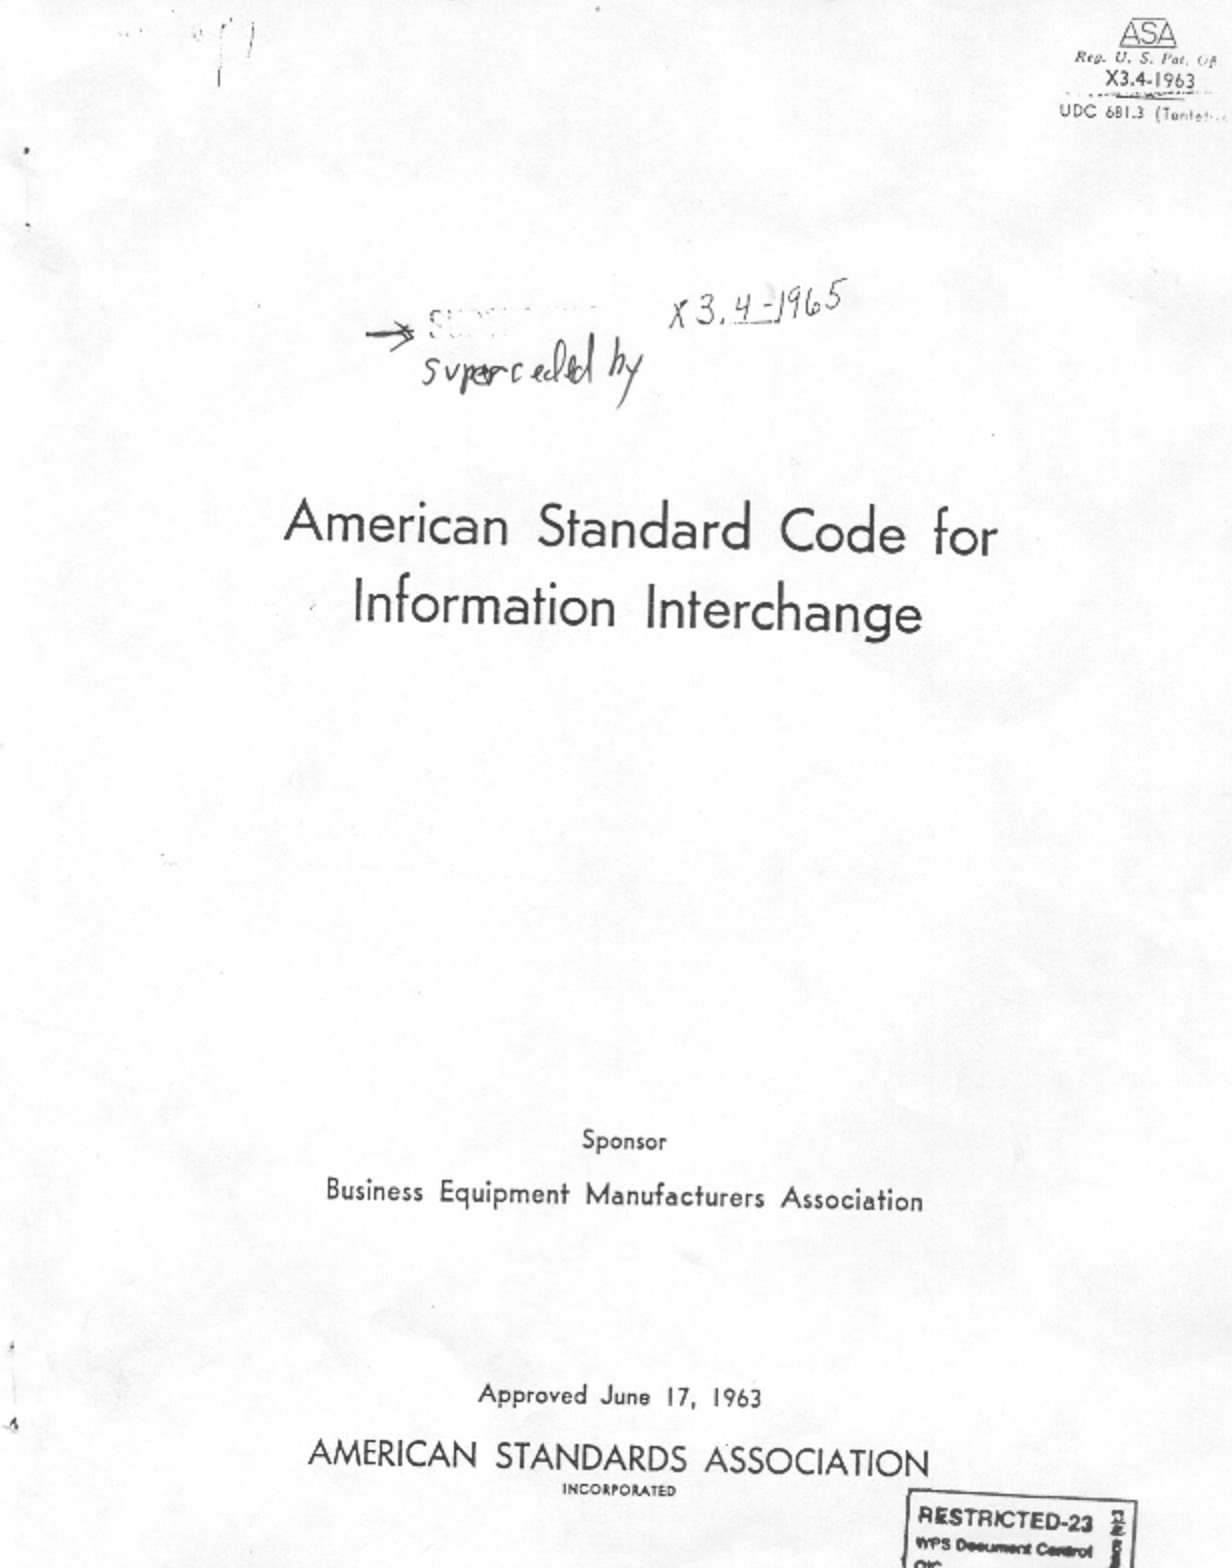 ASA
Reg. U. S. Pat. Off.
X3.4-1963
UDC 681.3
X3.4-1965
superceded by
American Standard Code for
Information Interchange
Sponsor
Business Equipment Manufacturers Association
Approved June 17, 1963
AMERICAN STANDARDS ASSOCIATION
INCORPORATED
RESTRICTED-23
WPS Document Control